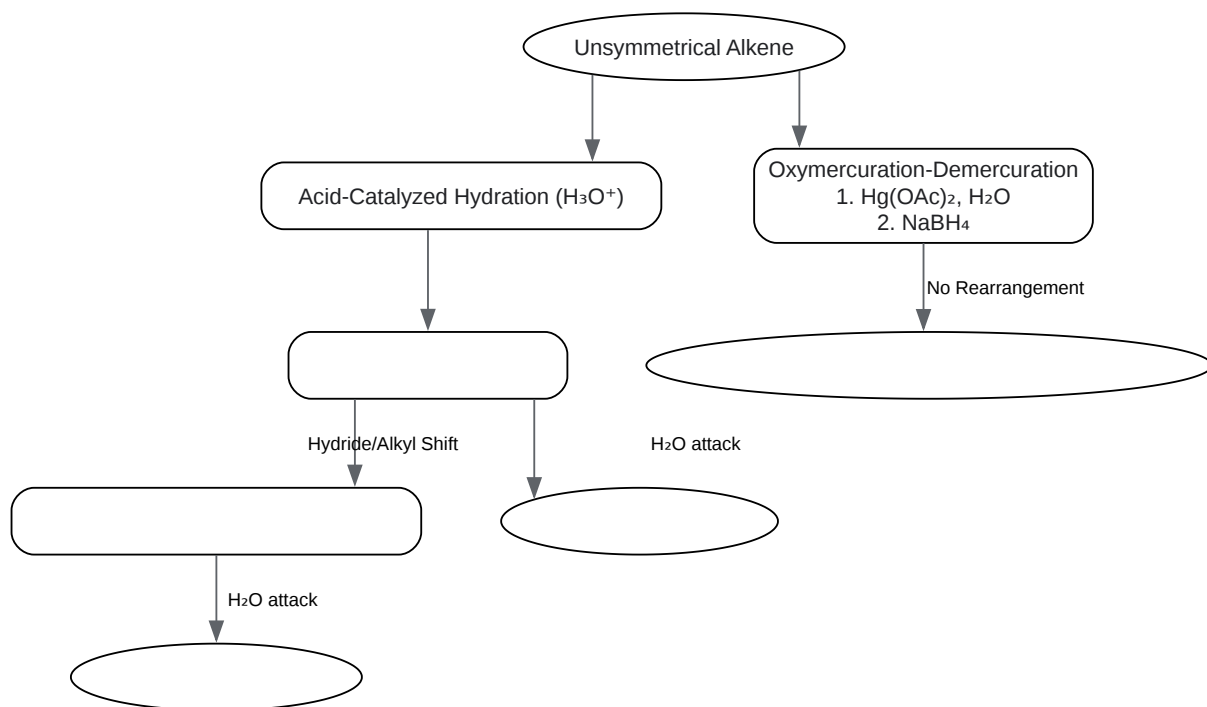 Unsymmetrical Alkene
Acid-Catalyzed Hydration (H₃O⁺)
Oxymercuration-Demercuration
1. Hg(OAc)₂, H₂O
2. NaBH₄
No Rearrangement
Hydride/Alkyl Shift
H₂O attack
H₂O attack